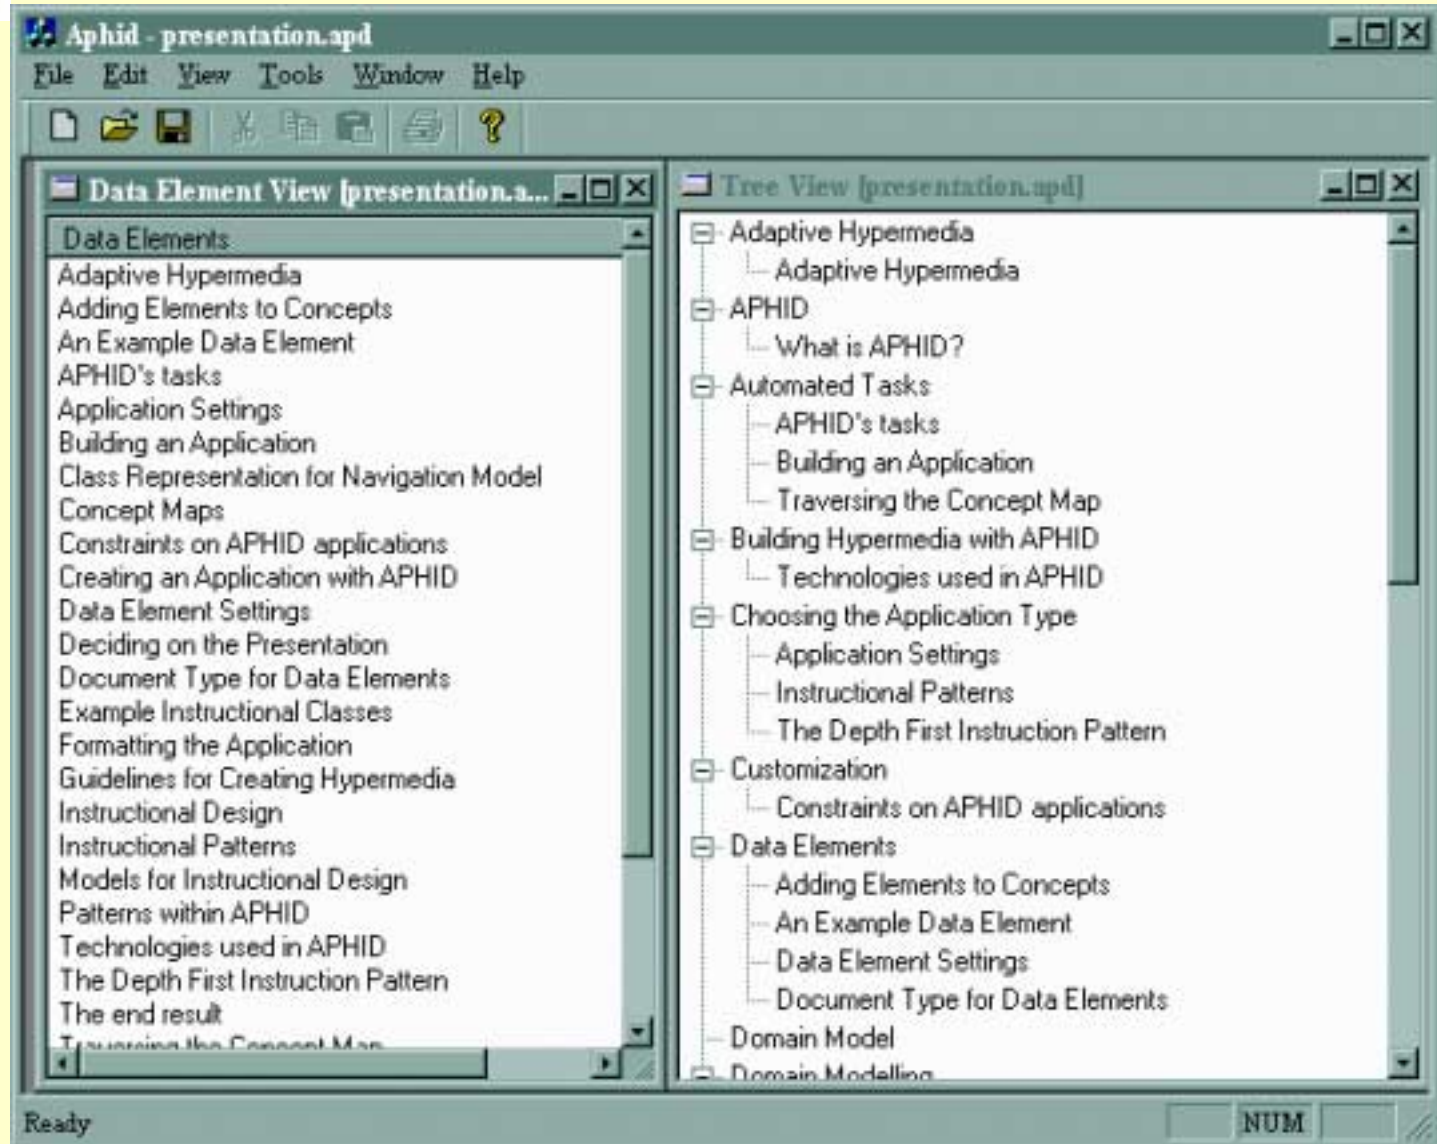 Aphid - presentation.apd
File Edit View Tools Window Help
Data Element View [presentation.a...
Data Elements
Adaptive Hypermedia
Adding Elements to Concepts
An Example Data Element
APHID's tasks
Application Settings
Building an Application
Class Representation for Navigation Model
Concept Maps
Constraints on APHID applications
Creating an Application with APHID
Data Element Settings
Deciding on the Presentation
Document Type for Data Elements
Example Instructional Classes
Formatting the Application
Guidelines for Creating Hypermedia
Instructional Design
Instructional Patterns
Models for Instructional Design
Patterns within APHID
Technologies used in APHID
The Depth First Instruction Pattern
The end result
Traversing the Concept Map
Tree View [presentation.apd]
Adaptive Hypermedia
Adaptive Hypermedia
APHID
What is APHID?
Automated Tasks
APHID's tasks
Building an Application
Traversing the Concept Map
Building Hypermedia with APHID
Technologies used in APHID
Choosing the Application Type
Application Settings
Instructional Patterns
The Depth First Instruction Pattern
Customization
Constraints on APHID applications
Data Elements
Adding Elements to Concepts
An Example Data Element
Data Element Settings
Document Type for Data Elements
Domain Model
Domain Modelling
Ready
NUM